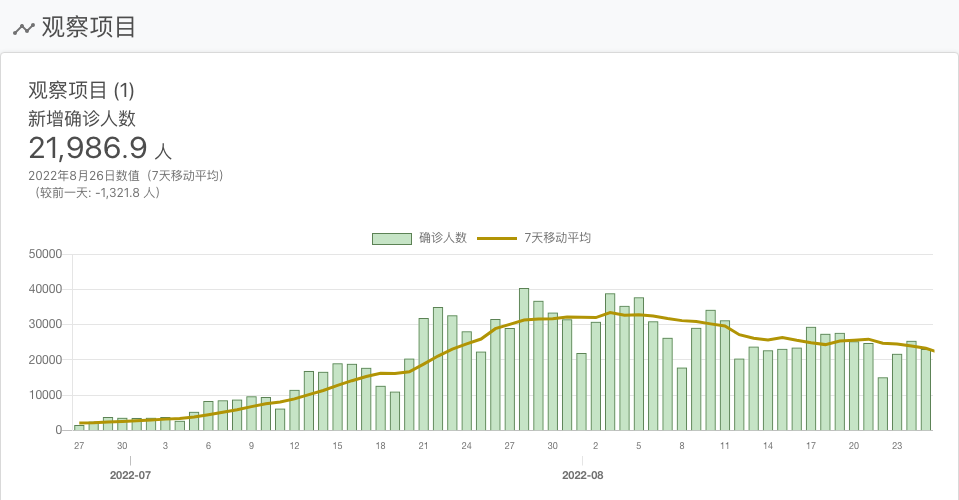 观察项目
观察项目 (1)
新增确诊人数
21,986.9 人
2022年8月26日数值（7天移动平均）
（较前一天: -1,321.8 人）
确诊人数 7天移动平均
50000
40000
30000
20000
10000
0
27 30 3 6 9 12 15 18 21 24 27 30 2 5 8 11 14 17 20 23
2022-07 2022-08